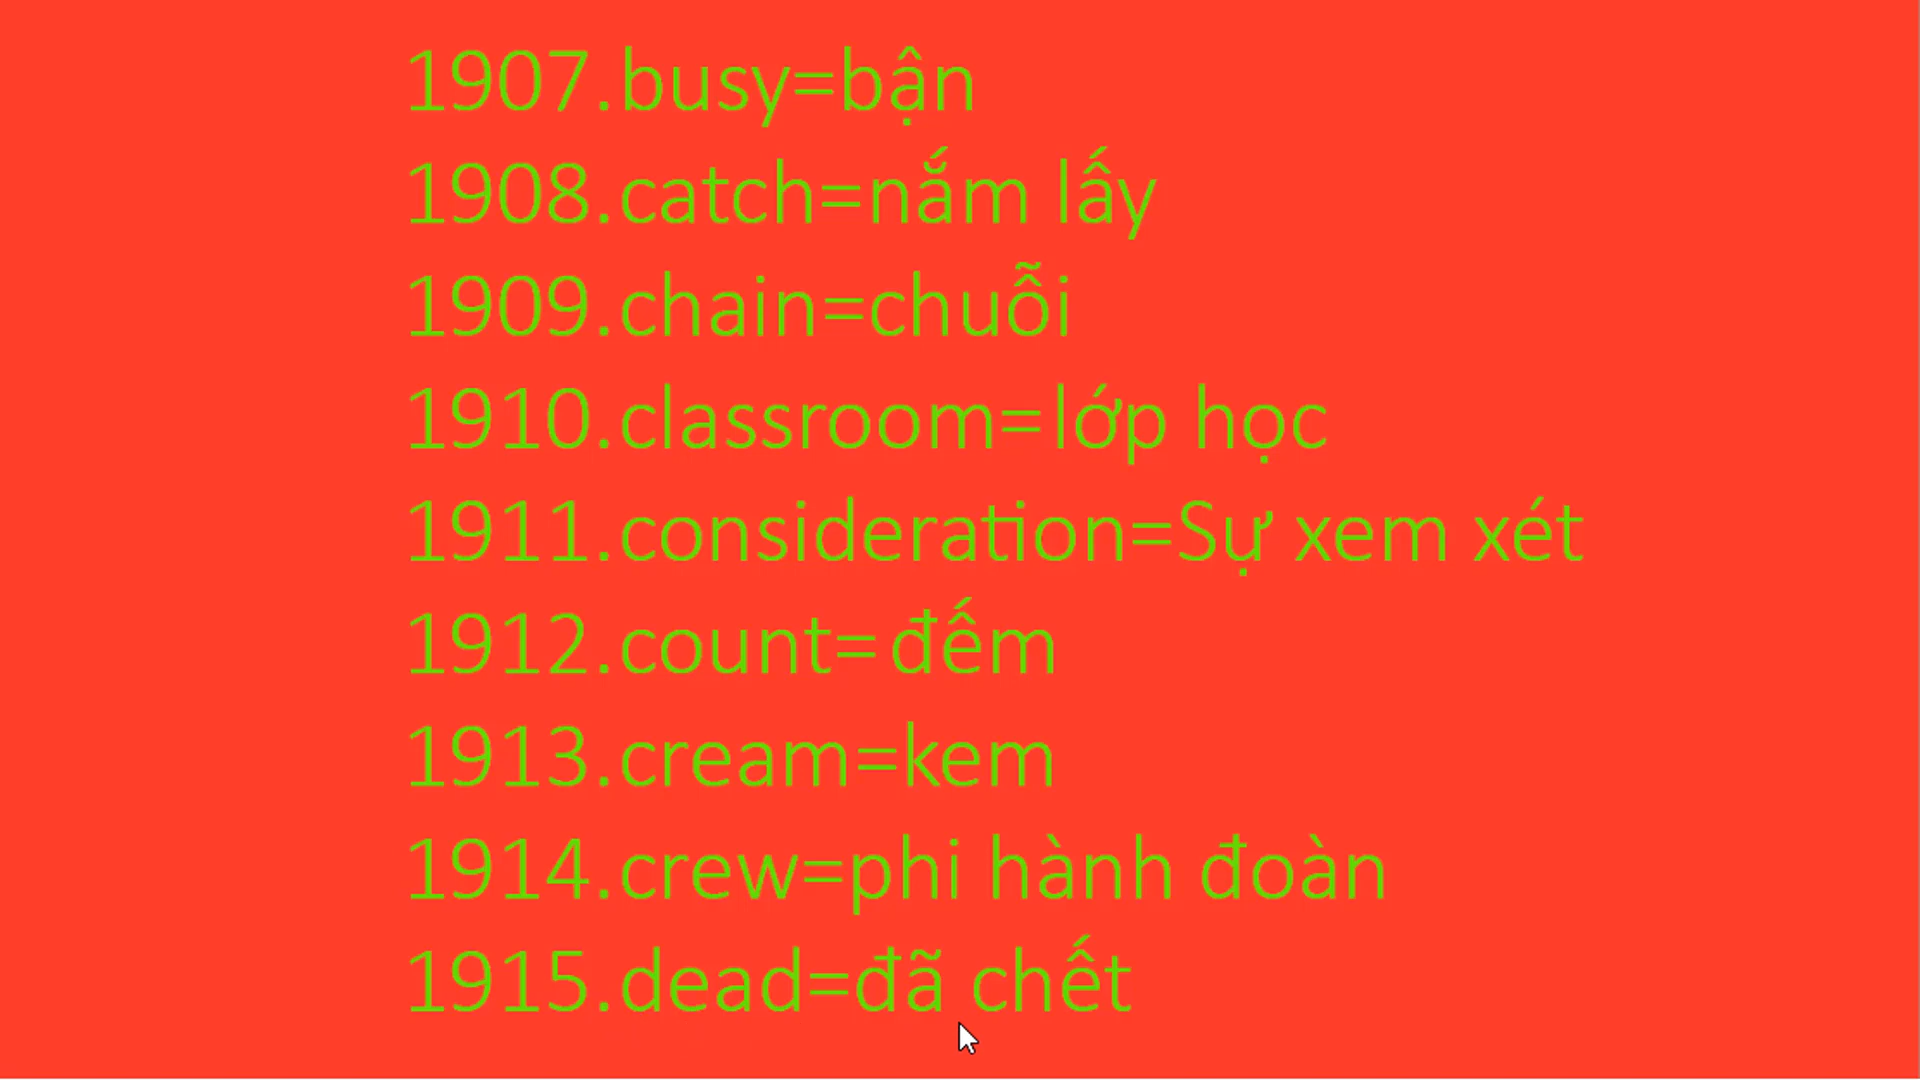 1907.busy=bận
1908.catch=nắm lấy
1909.chain=chuỗi
1910.classroom=lớp học
1911.consideration=Sự xem xét
1912.count=đếm
1913.cream=kem
1914.crew=phi hành đoàn
1915.dead=đã chết